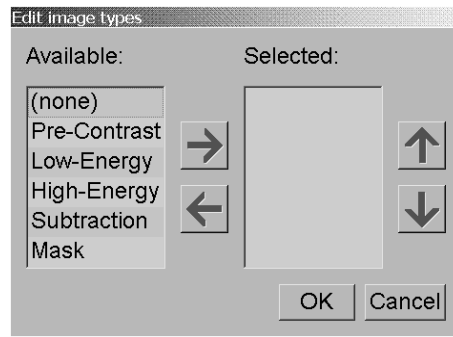 Edit image types
Available:
Selected:
(none)
Pre-Contrast
Low-Energy
High-Energy
Subtraction
Mask
OK
Cancel